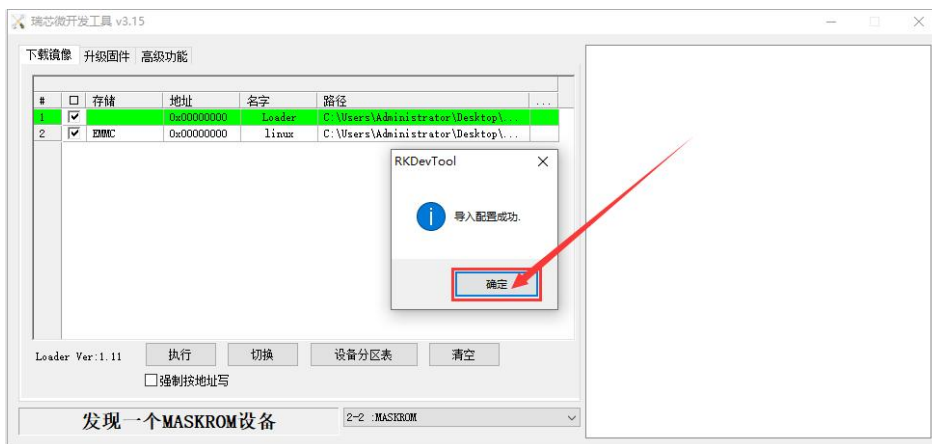 瑞芯微开发工具 v3.15
下载镜像 升级固件 高级功能
# 存储 地址 名字 路径 ...
1 0x00000000 Loader C:\Users\Administrator\Desktop\...
2 EMMC 0x00000000 linux C:\Users\Administrator\Desktop\...
RKDevTool
导入配置成功.
确定
Loader Ver:1.11 执行 切换 设备分区表 清空
强制按地址写
发现一个MASKROM设备 2-2 :MASKROM